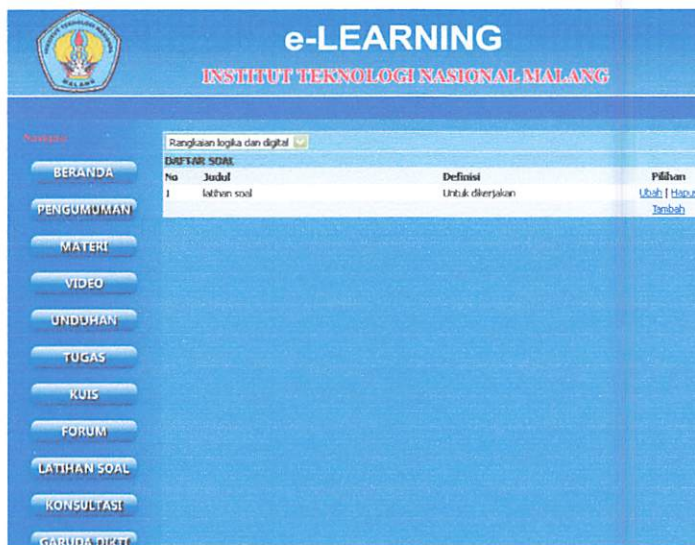 e-LEARNING
INSTITUT TEKNOLOGI NASIONAL MALANG
Rangkaian logika dan digital
DAFTAR SOAL
No Judul Definisi Pilihan
1 latihan soal Untuk dikerjakan Ubah | Hapus
Tambah
BERANDA
PENGUMUMAN
MATERI
VIDEO
UNDUHAN
TUGAS
KUIS
FORUM
LATIHAN SOAL
KONSULTASI
GARUDA DIKTI